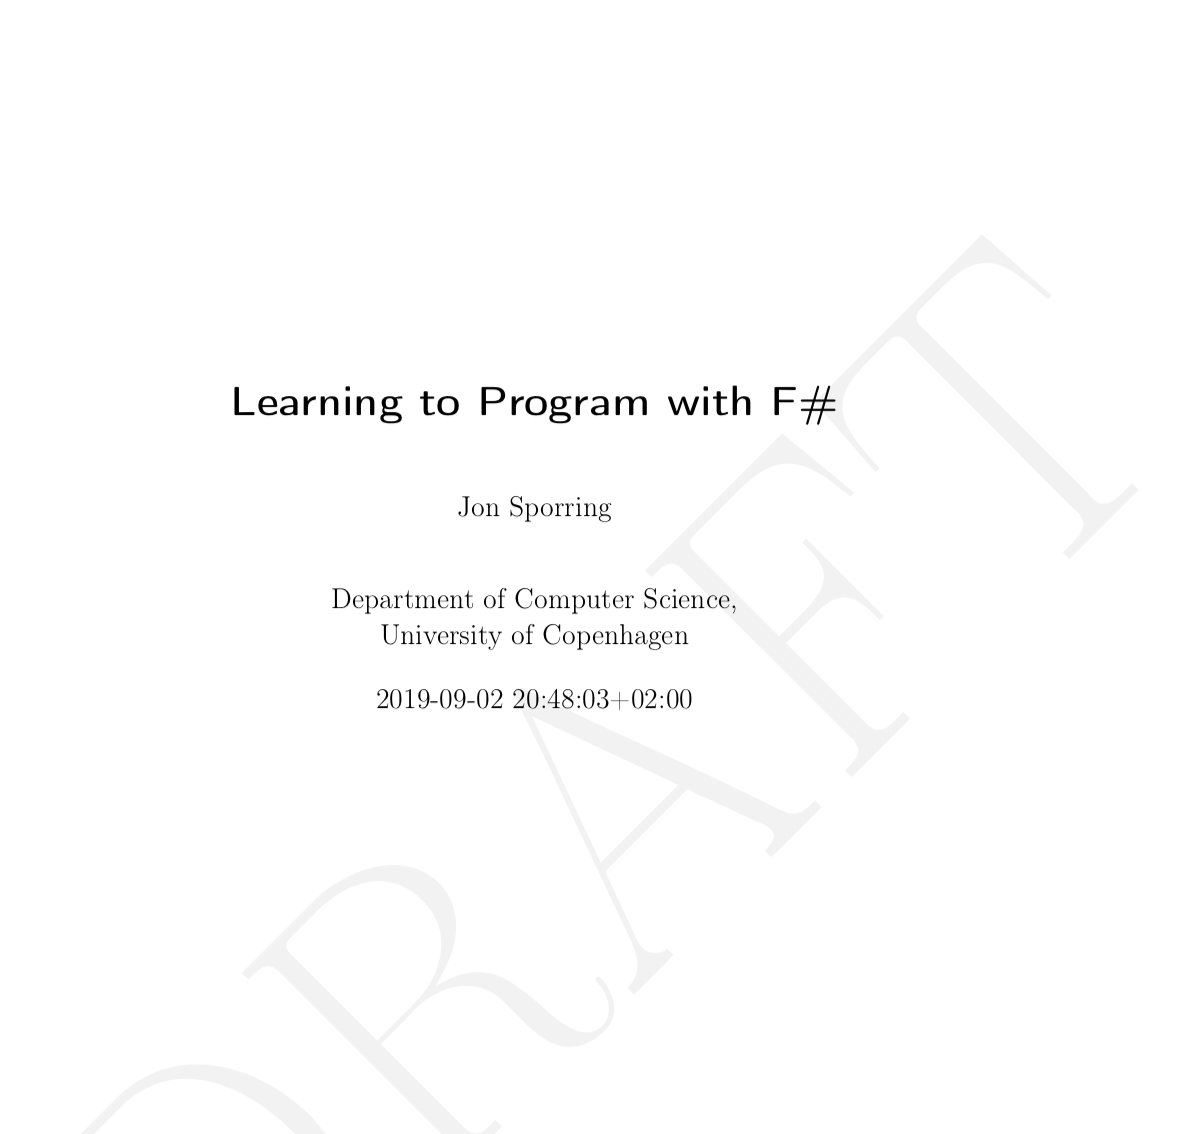 Learning to Program with F#
Jon Sporring
Department of Computer Science,
University of Copenhagen
2019-09-02 20:48:03+02:00
DRAFT